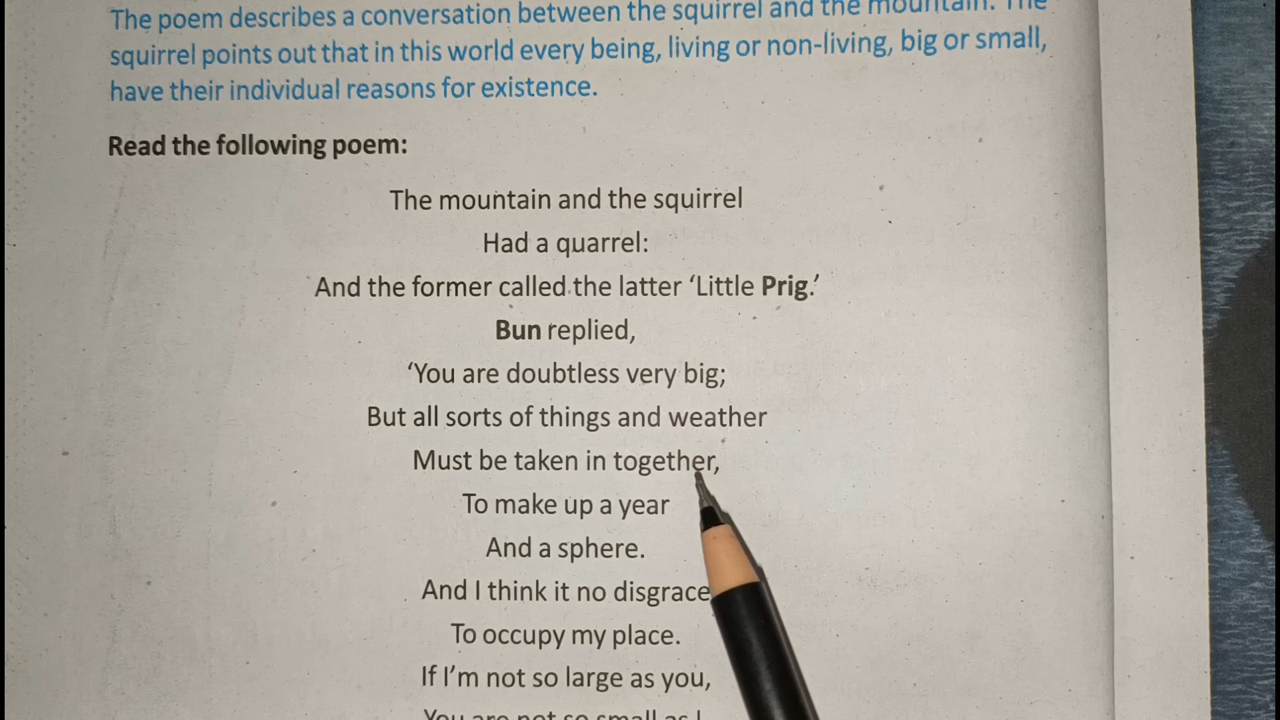 The poem describes a conversation between the squirrel and the mountain. The
squirrel points out that in this world every being, living or non-living, big or small,
have their individual reasons for existence.
Read the following poem:
The mountain and the squirrel
Had a quarrel:
And the former called the latter ‘Little Prig.’
Bun replied,
‘You are doubtless very big;
But all sorts of things and weather
Must be taken in together,
To make up a year
And a sphere.
And I think it no disgrace
To occupy my place.
If I’m not so large as you,
You are not so small as I